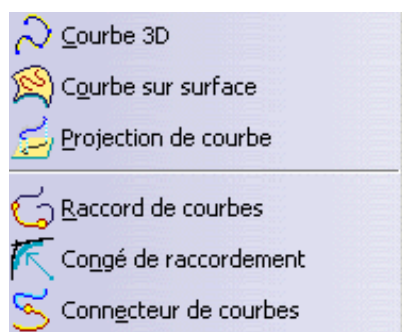 Courbe 3D
Courbe sur surface
Projection de courbe
Raccord de courbes
Congé de raccordement
Connecteur de courbes